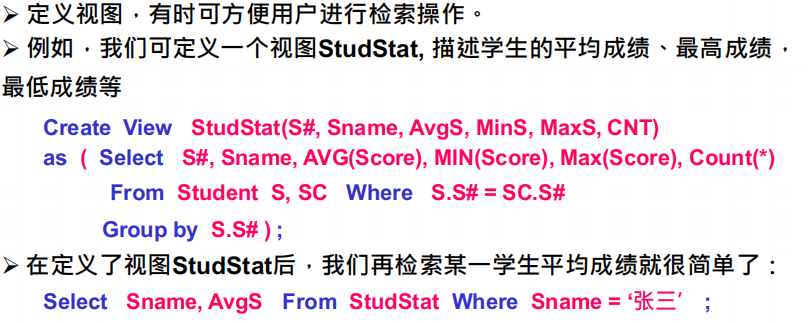 ➢ 定义视图，有时可方便用户进行检索操作。
➢ 例如，我们可定义一个视图StudStat, 描述学生的平均成绩、最高成绩，
最低成绩等
Create View StudStat(S#, Sname, AvgS, MinS, MaxS, CNT)
as ( Select S#, Sname, AVG(Score), MIN(Score), Max(Score), Count(*)
From Student S, SC Where S.S# = SC.S#
Group by S.S# ) ;
➢ 在定义了视图StudStat后，我们再检索某一学生平均成绩就很简单了：
Select Sname, AvgS From StudStat Where Sname = ‘张三’ ;